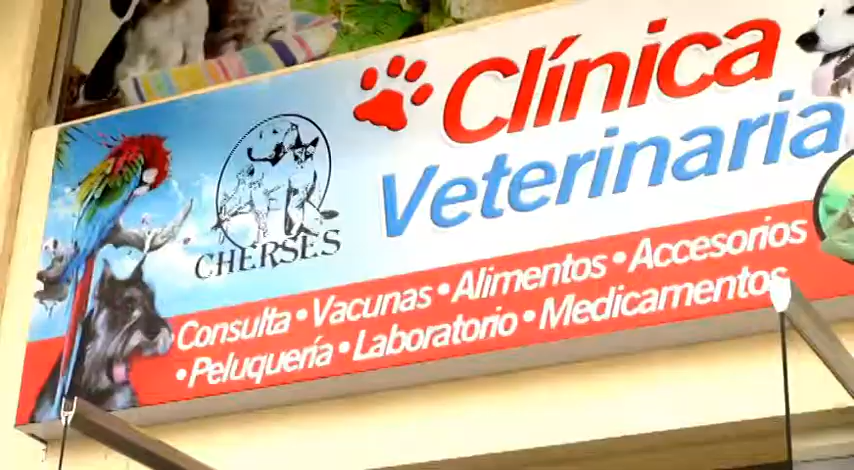 Clínica
Veterinaria
CHERSES
Consulta • Vacunas • Alimentos • Accesorios
• Peluquería • Laboratorio • Medicamentos